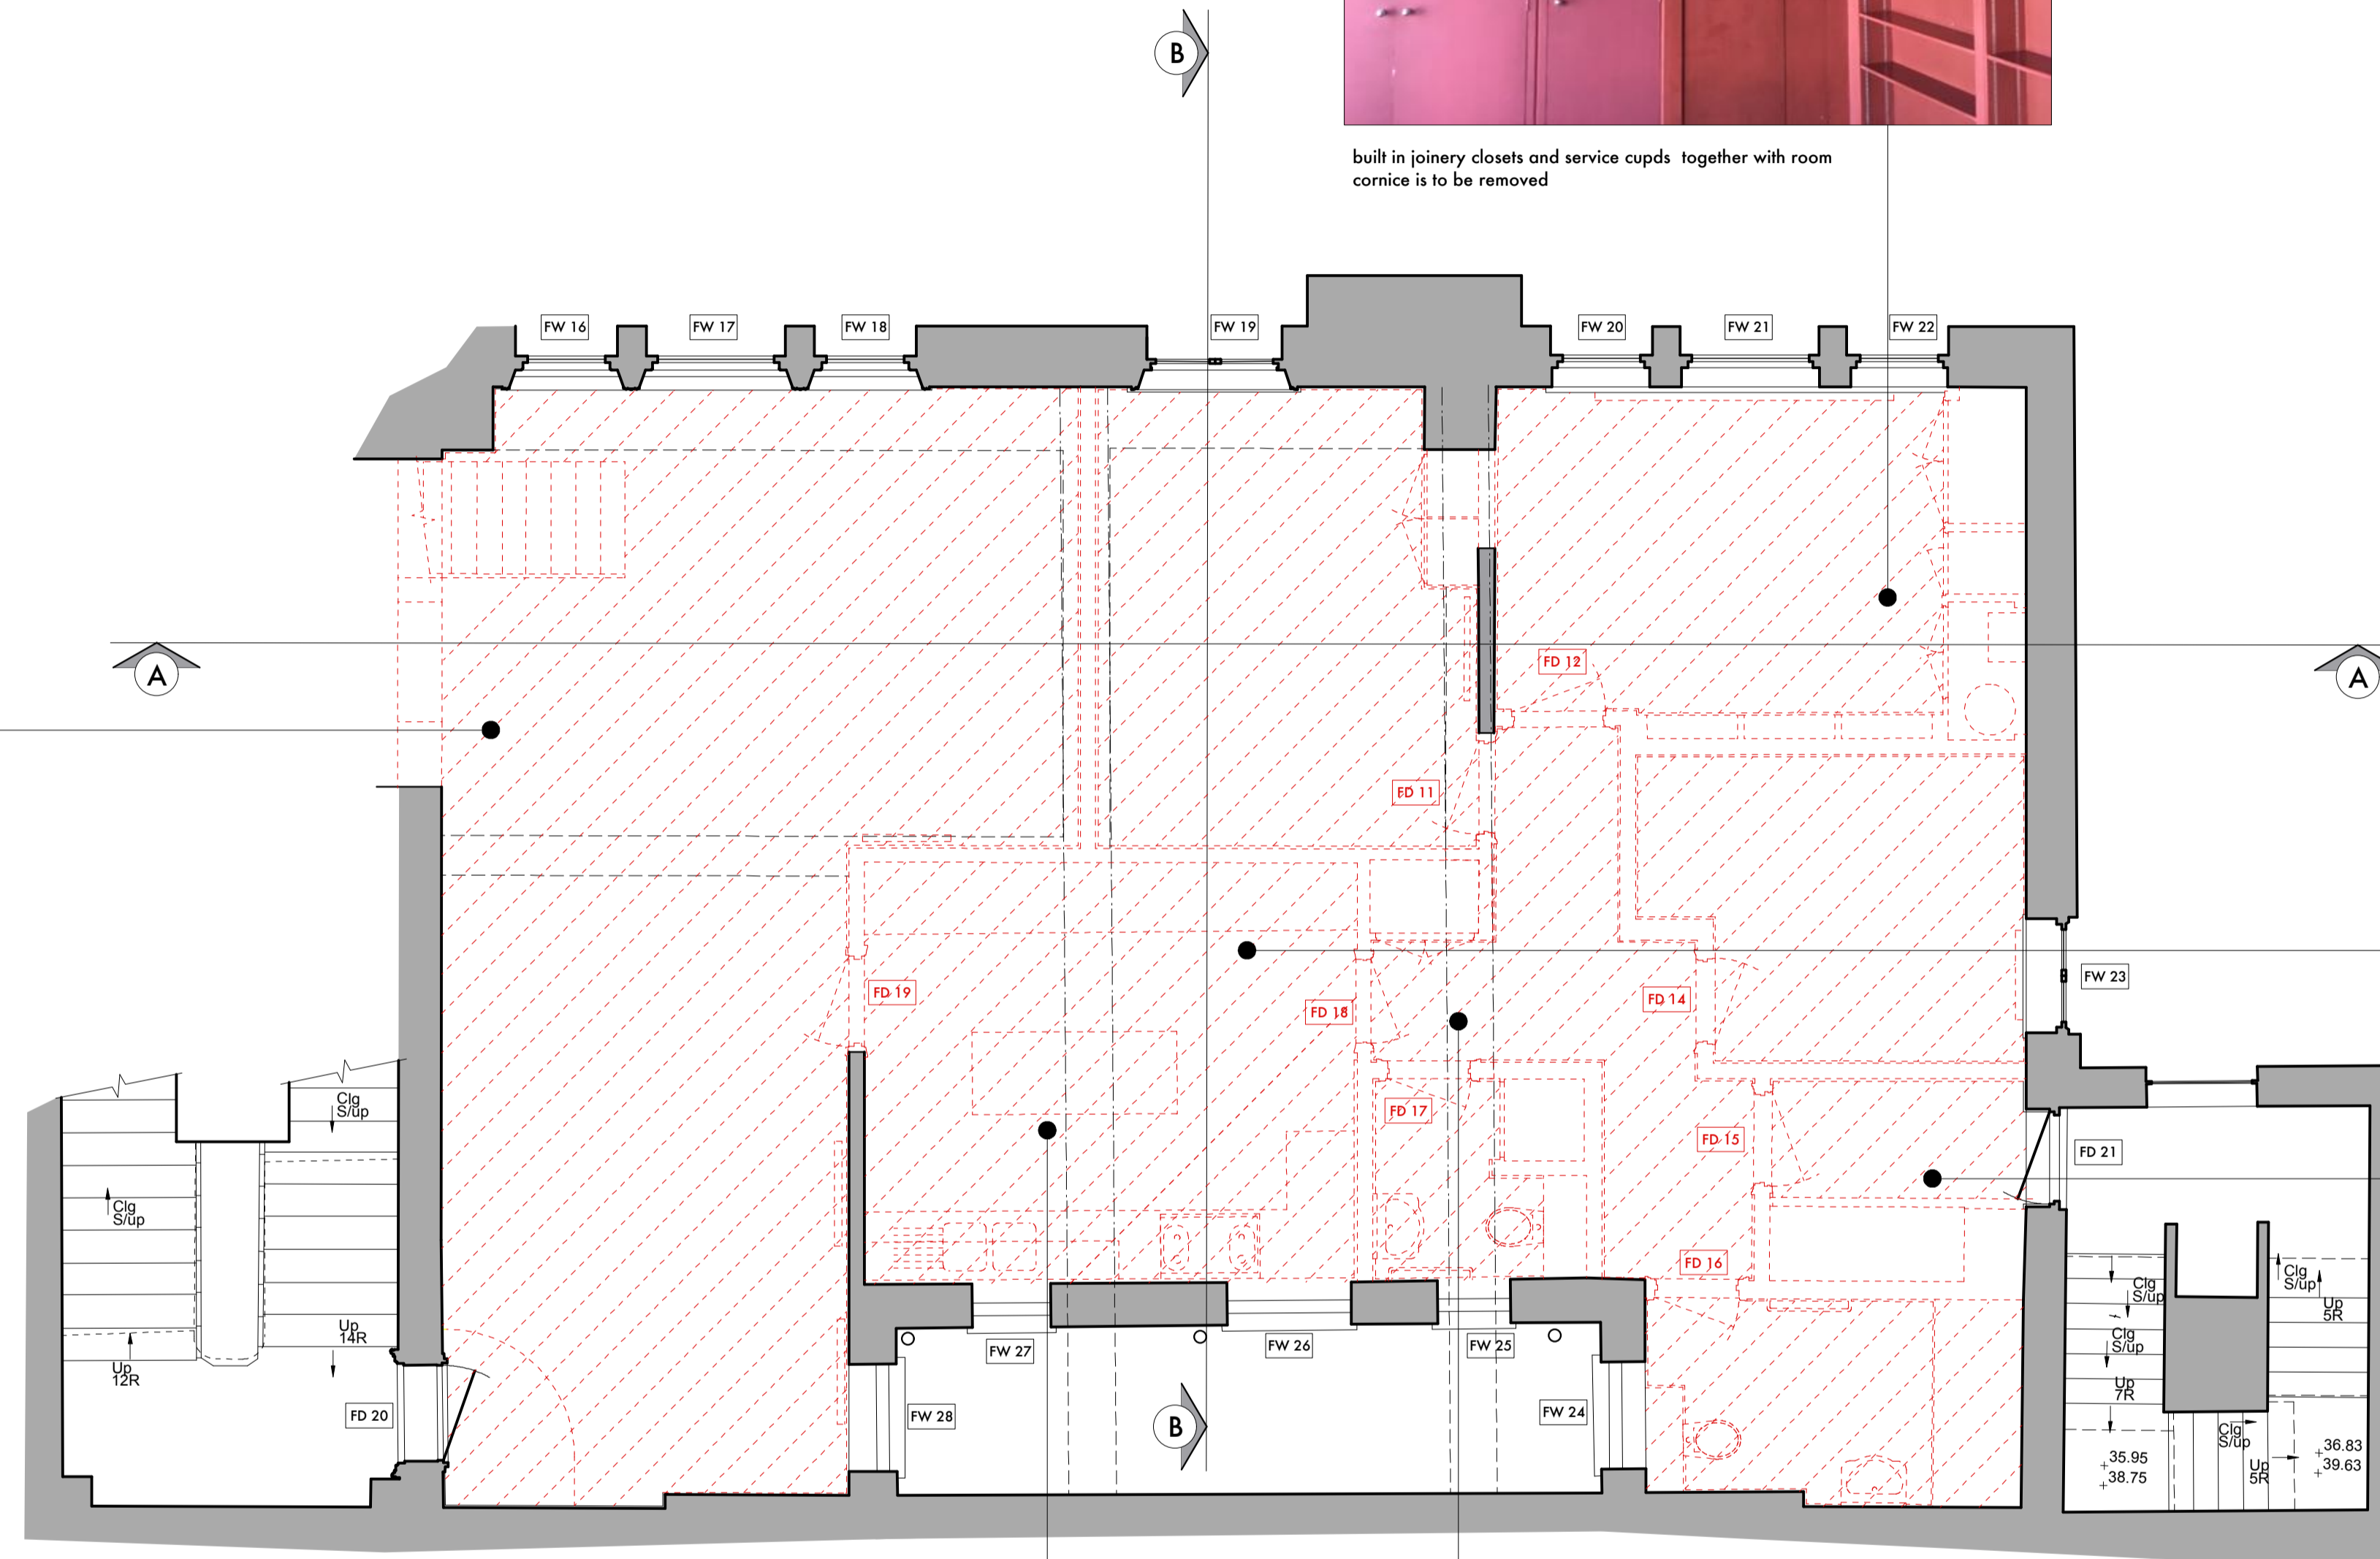 B
built in joinery closets and service cupds together with room
cornice is to be removed
FW 16
FW 17
FW 18
FW 19
FW 20
FW 21
FW 22
A
A
FD 12
FD 11
FD 19
FD 18
FD 14
FW 23
FD 17
FD 15
FD 21
FD 16
Clg
S/up
Clg
S/up
Up
14R
Up
12R
FD 20
FW 28
FW 27
FW 26
FW 25
FW 24
B
Clg
S/up
Clg
S/up
Up
7R
Clg
S/up
Up
5R
Clg
S/up
Up
5R
35.95
38.75
36.83
39.63